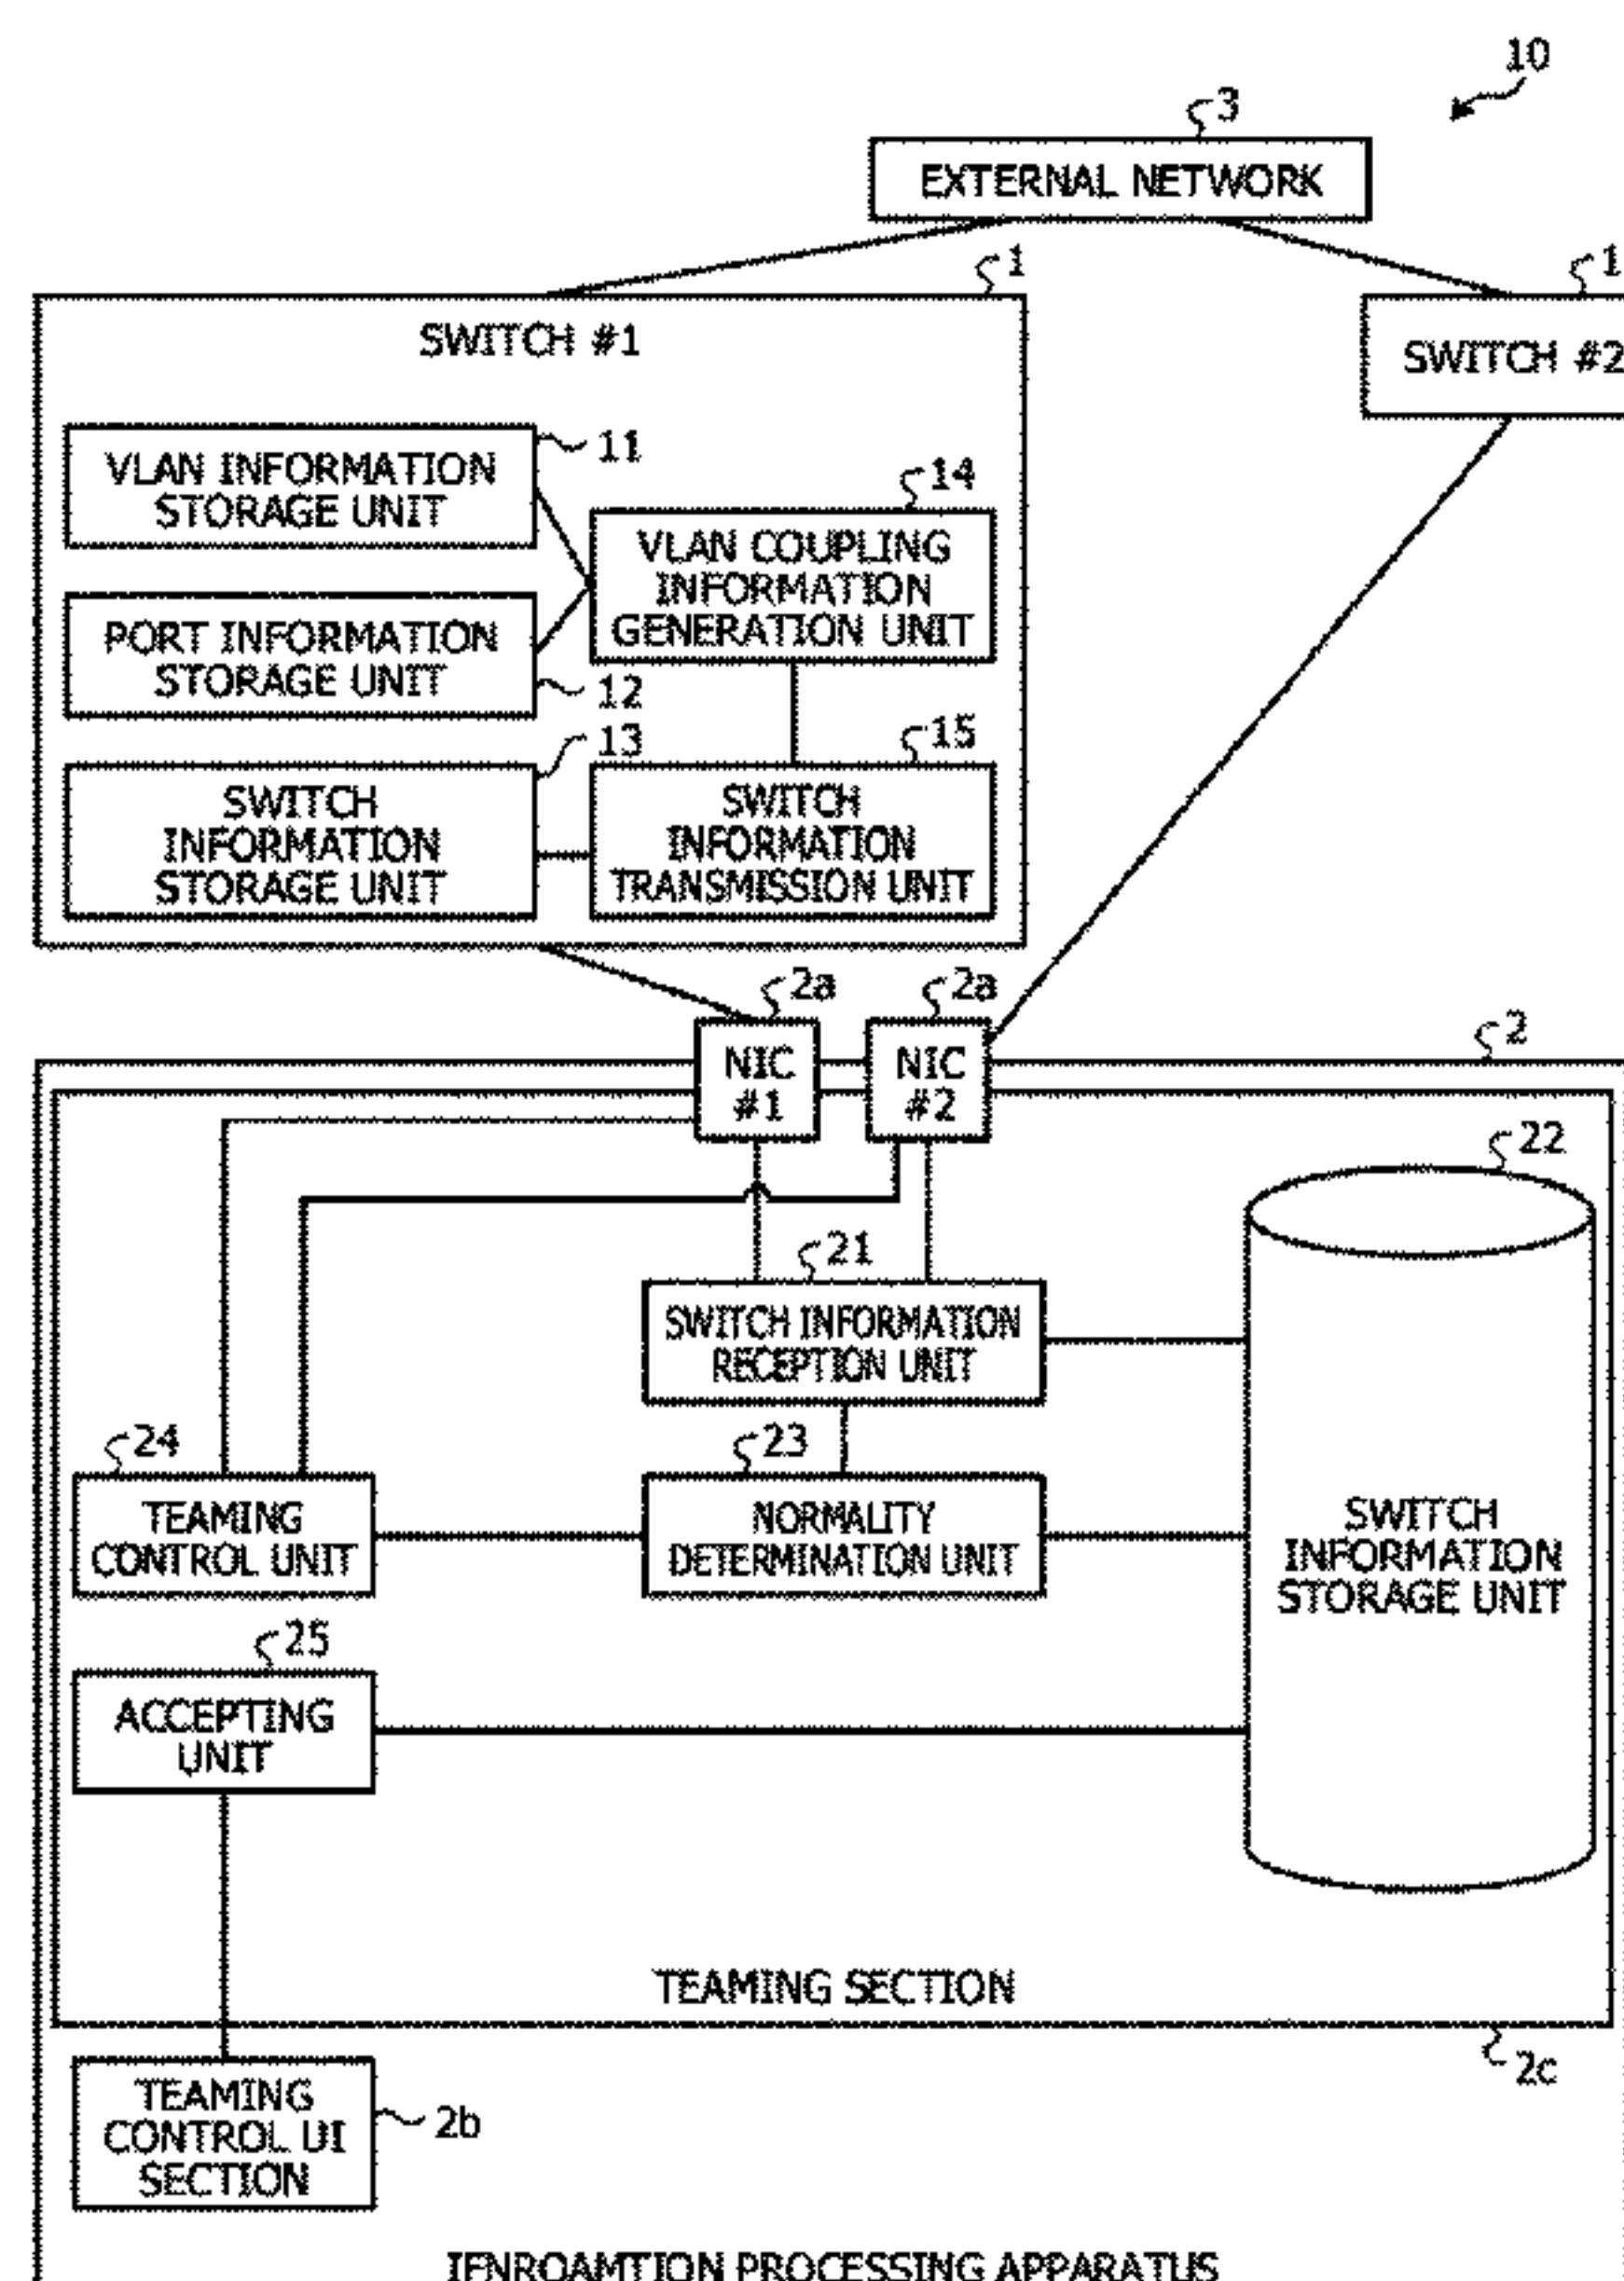 10
3
EXTERNAL NETWORK
1
1
SWITCH #1
SWITCH #2
11
VLAN INFORMATION
STORAGE UNIT
14
VLAN COUPLING
INFORMATION
GENERATION UNIT
PORT INFORMATION
STORAGE UNIT
12
13
15
SWITCH
INFORMATION
STORAGE UNIT
SWITCH
INFORMATION
TRANSMISSION UNIT
2a
2a
2
NIC
#1
NIC
#2
22
21
SWITCH INFORMATION
RECEPTION UNIT
24
23
TEAMING
CONTROL UNIT
NORMALITY
DETERMINATION UNIT
SWITCH
INFORMATION
STORAGE UNIT
25
ACCEPTING
UNIT
TEAMING SECTION
2c
TEAMING
CONTROL UI
SECTION
2b
IFNROAMTION PROCESSING APPARATUS